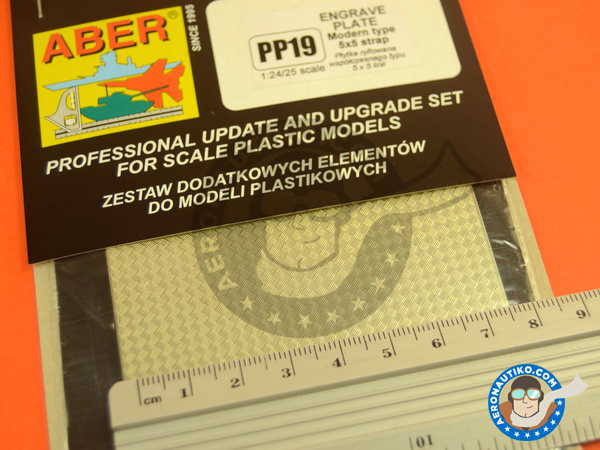 ABER®
SINCE 1995
PP19
1:24/25 scale
ENGRAVE
PLATE
Modern type
5x5 strap
Płytka ryflowana
współczesnego typu
5 x 5 linii
PROFESSIONAL UPDATE AND UPGRADE SET
FOR SCALE PLASTIC MODELS
ZESTAW DODATKOWYCH ELEMENTÓW
DO MODELI PLASTIKOWYCH
cm 1 2 3 4 5 6 7 8 9
10
AERONAUTIKO.COM